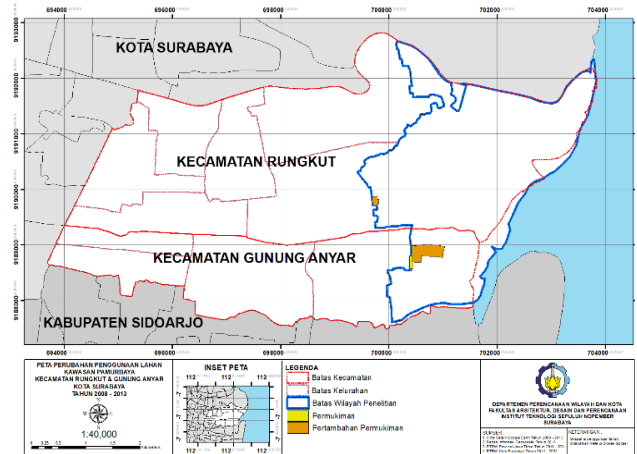 694000 696000 698000 700000 702000 704000
KOTA SURABAYA
KECAMATAN RUNGKUT
KECAMATAN GUNUNG ANYAR
KABUPATEN SIDOARJO
694000 696000 698000 700000 702000 704000
PETA PERUBAHAN PENGGUNAAN LAHAN
KAWASAN PAMURBAYA
KECAMATAN RUNGKUT & GUNUNG ANYAR
KOTA SURABAYA
TAHUN 2008 - 2013
1:40,000
INSET PETA
LEGENDA
Batas Kecamatan
Batas Kelurahan
Batas Wilayah Penelitian
Permukiman
Pertambahan Permukiman
DEPARTEMEN PERENCANAAN WILAYAH DAN KOTA
FAKULTAS ARSITEKTUR, DESAIN DAN PERENCANAAN
INSTITUT TEKNOLOGI SEPULUH NOPEMBER
SURABAYA
SUMBER :
KETERANGAN :